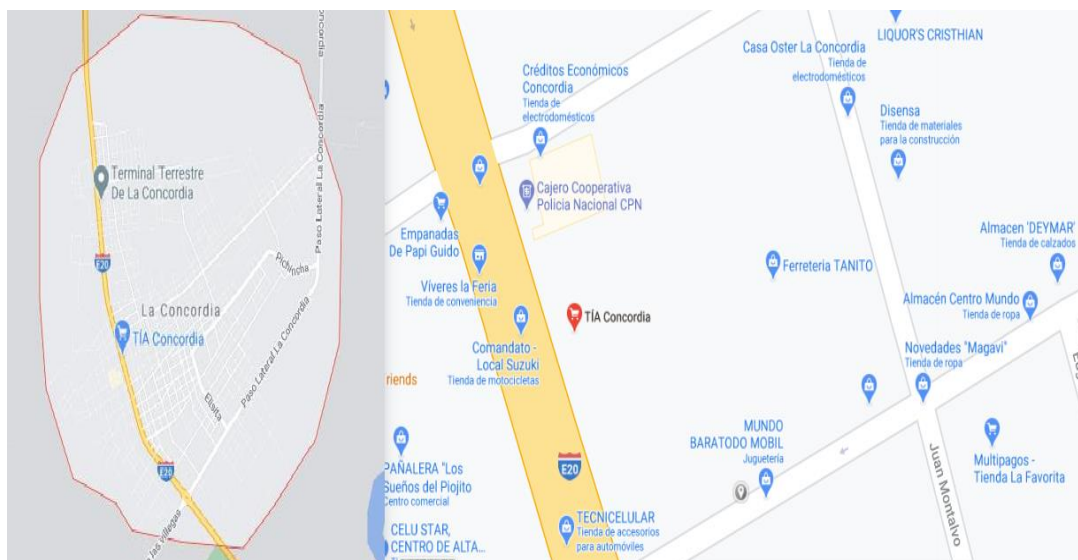 Concordia
Paso Lateral La Concordia
Terminal Terrestre
De La Concordia
E20
Pichincha
La Concordia
TÍA Concordia
Paso Lateral La Concordia
Elisita
E20
las villegas
Créditos Económicos
Concordia
Tienda de
electrodomésticos
Casa Oster La Concordia
Tienda de
electrodomésticos
LIQUOR'S CRISTHIAN
Disensa
Tienda de materiales
para la construcción
Cajero Cooperativa
Policia Nacional CPN
Empanadas
De Papi Guido
Víveres la Feria
Tienda de conveniencia
Ferreteria TANITO
Almacen 'DEYMAR'
Tienda de calzados
Almacén Centro Mundo
Tienda de ropa
TÍA Concordia
Comandato -
Local Suzuki
Tienda de motocicletas
Novedades "Magavi"
Tienda de ropa
riends
MUNDO
BARATODO MOBIL
Juguetería
PAÑALERA "Los
Sueños del Piojito
Centro comercial
E20
Juan Montalvo
Multipagos -
Tienda La Favorita
TECNICELULAR
Tienda de accesorios
para automóviles
CELU STAR,
CENTRO DE ALTA...